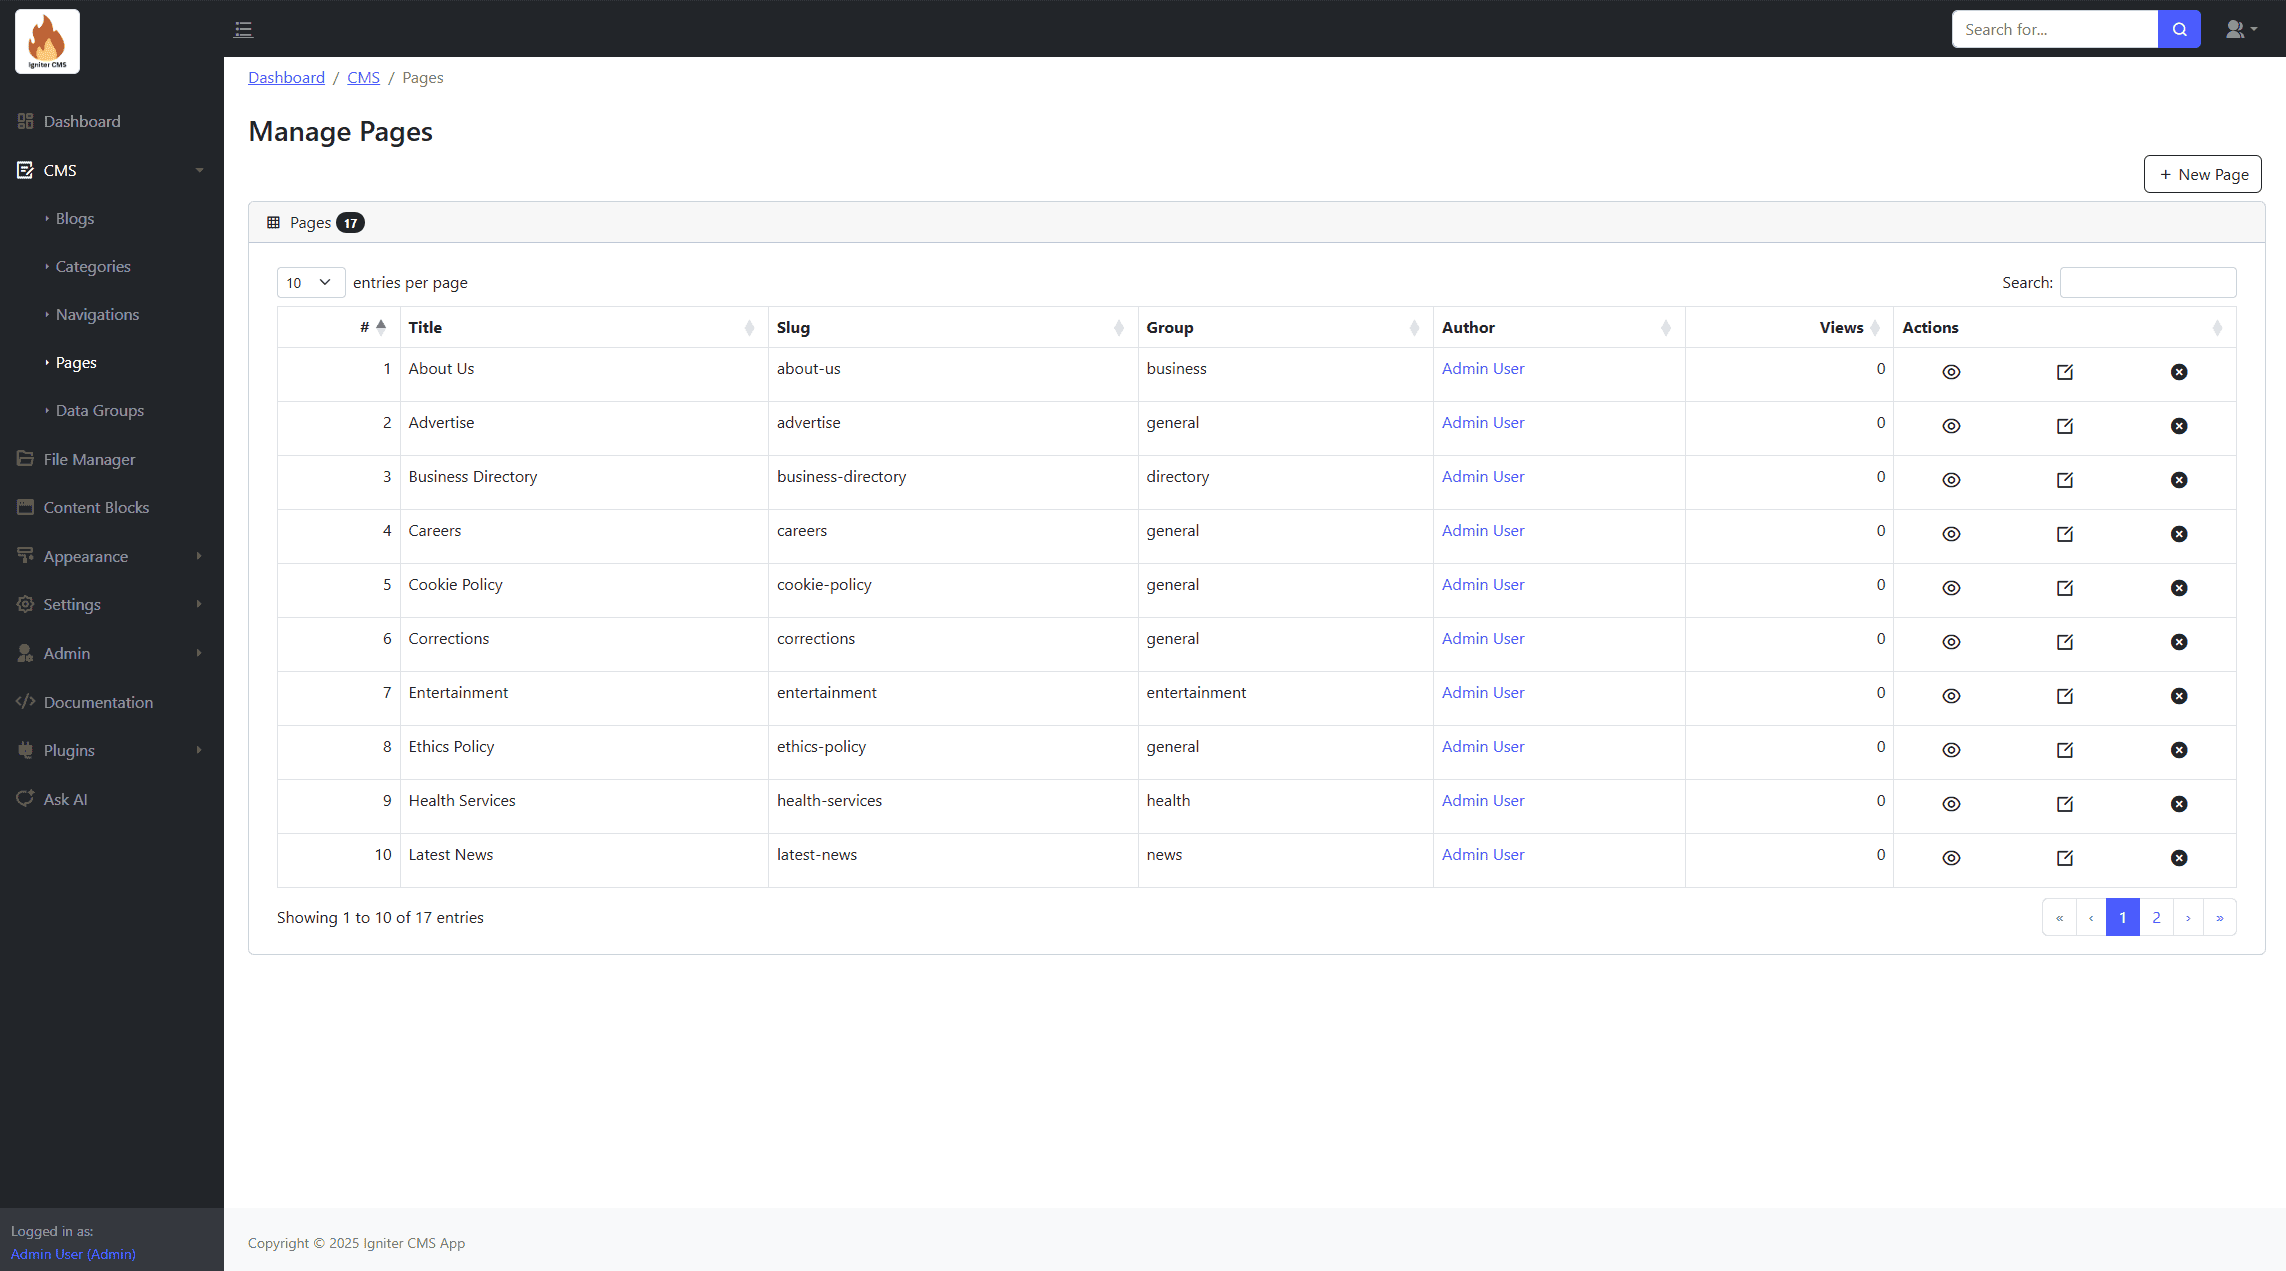 Igniter CMS
Search for...
Dashboard / CMS / Pages
Dashboard
CMS
Blogs
Categories
Navigations
Pages
Data Groups
File Manager
Content Blocks
Appearance
Settings
Admin
Documentation
Plugins
Ask AI
Logged in as:
Admin User (Admin)
Manage Pages
+ New Page
Pages 17
10 entries per page
Search:
# Title Slug Group Author Views Actions
1 About Us about-us business Admin User 0
2 Advertise advertise general Admin User 0
3 Business Directory business-directory directory Admin User 0
4 Careers careers general Admin User 0
5 Cookie Policy cookie-policy general Admin User 0
6 Corrections corrections general Admin User 0
7 Entertainment entertainment entertainment Admin User 0
8 Ethics Policy ethics-policy general Admin User 0
9 Health Services health-services health Admin User 0
10 Latest News latest-news news Admin User 0
Showing 1 to 10 of 17 entries
« ‹ 1 2 › »
Copyright © 2025 Igniter CMS App